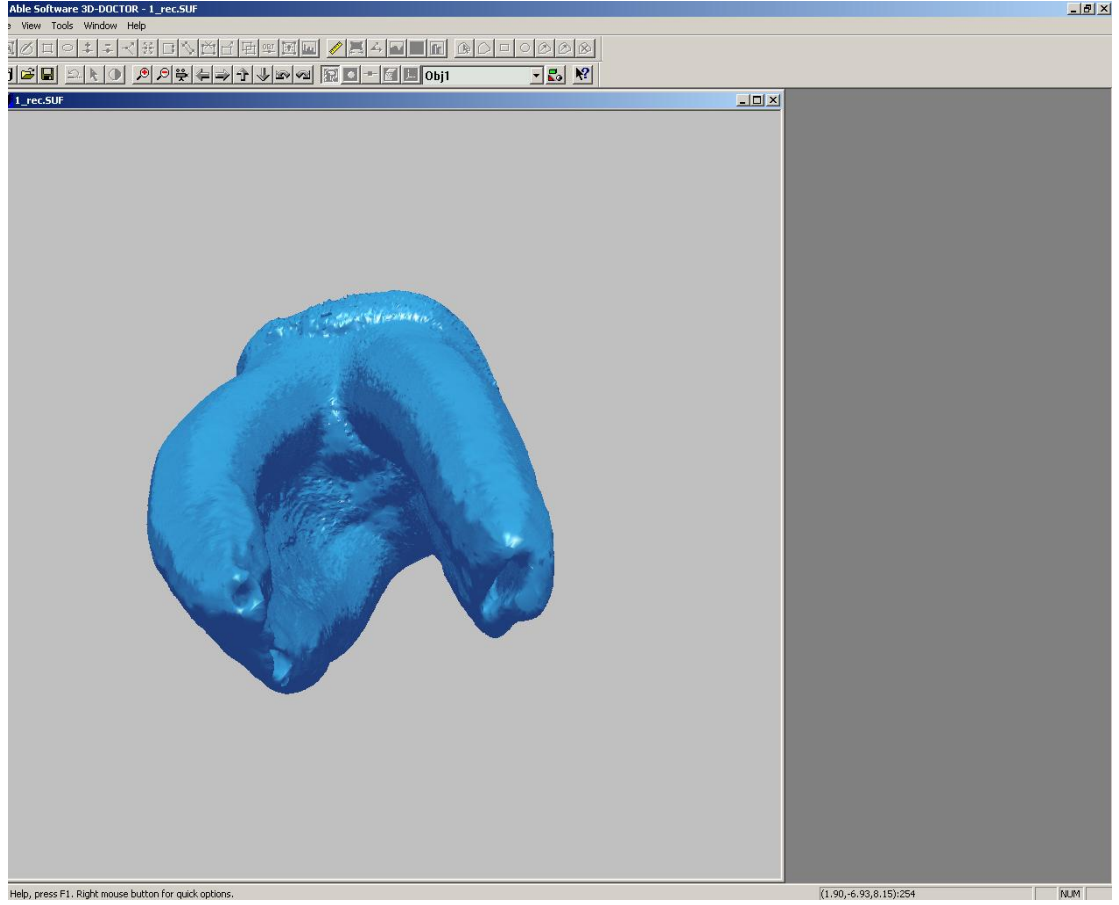 Able Software 3D-DOCTOR - 1_rec.SUF
View Tools Window Help
Obj1
1_rec.SUF
Help, press F1. Right mouse button for quick options.
(1.90,-6.93,8.15):254
NUM